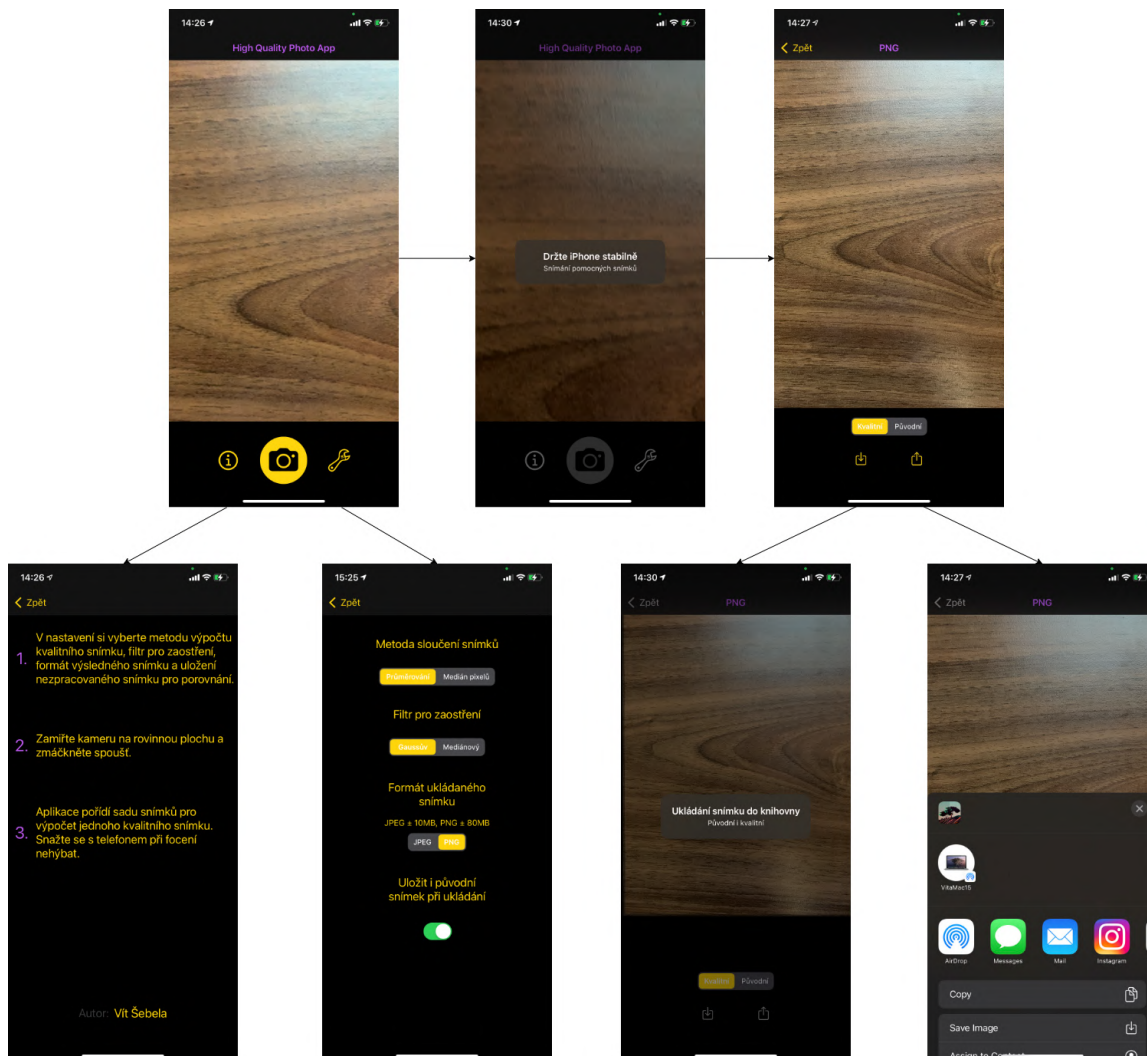 14:26
High Quality Photo App
14:30
High Quality Photo App
Držte iPhone stabilně
Snímání pomocných snímků
14:27
Zpět
PNG
Kvalitní
Původní
14:26
Zpět
1.
V nastavení si vyberte metodu výpočtu
kvalitního snímku, filtr pro zaostření,
formát výsledného snímku a uložení
nezpracovaného snímku pro porovnání.
2.
Zamiřte kameru na rovinnou plochu a
zmáčkněte spoušť.
3.
Aplikace pořídí sadu snímků pro
výpočet jednoho kvalitního snímku.
Snažte se s telefonem při focení
nehýbat.
Autor: Vít Šebela
15:25
Zpět
Metoda sloučení snímků
Průměrování
Medián pixelů
Filtr pro zaostření
Gaussův
Mediánový
Formát ukládaného
snímku
JPEG ± 10MB, PNG ± 80MB
JPEG
PNG
Uložit i původní
snímek při ukládání
14:30
Zpět
PNG
Ukládání snímku do knihovny
Původní i kvalitní
Kvalitní
Původní
14:27
Zpět
PNG
VitaMac15
AirDrop
Messages
Mail
Instagram
Copy
Save Image
Assign to Contact